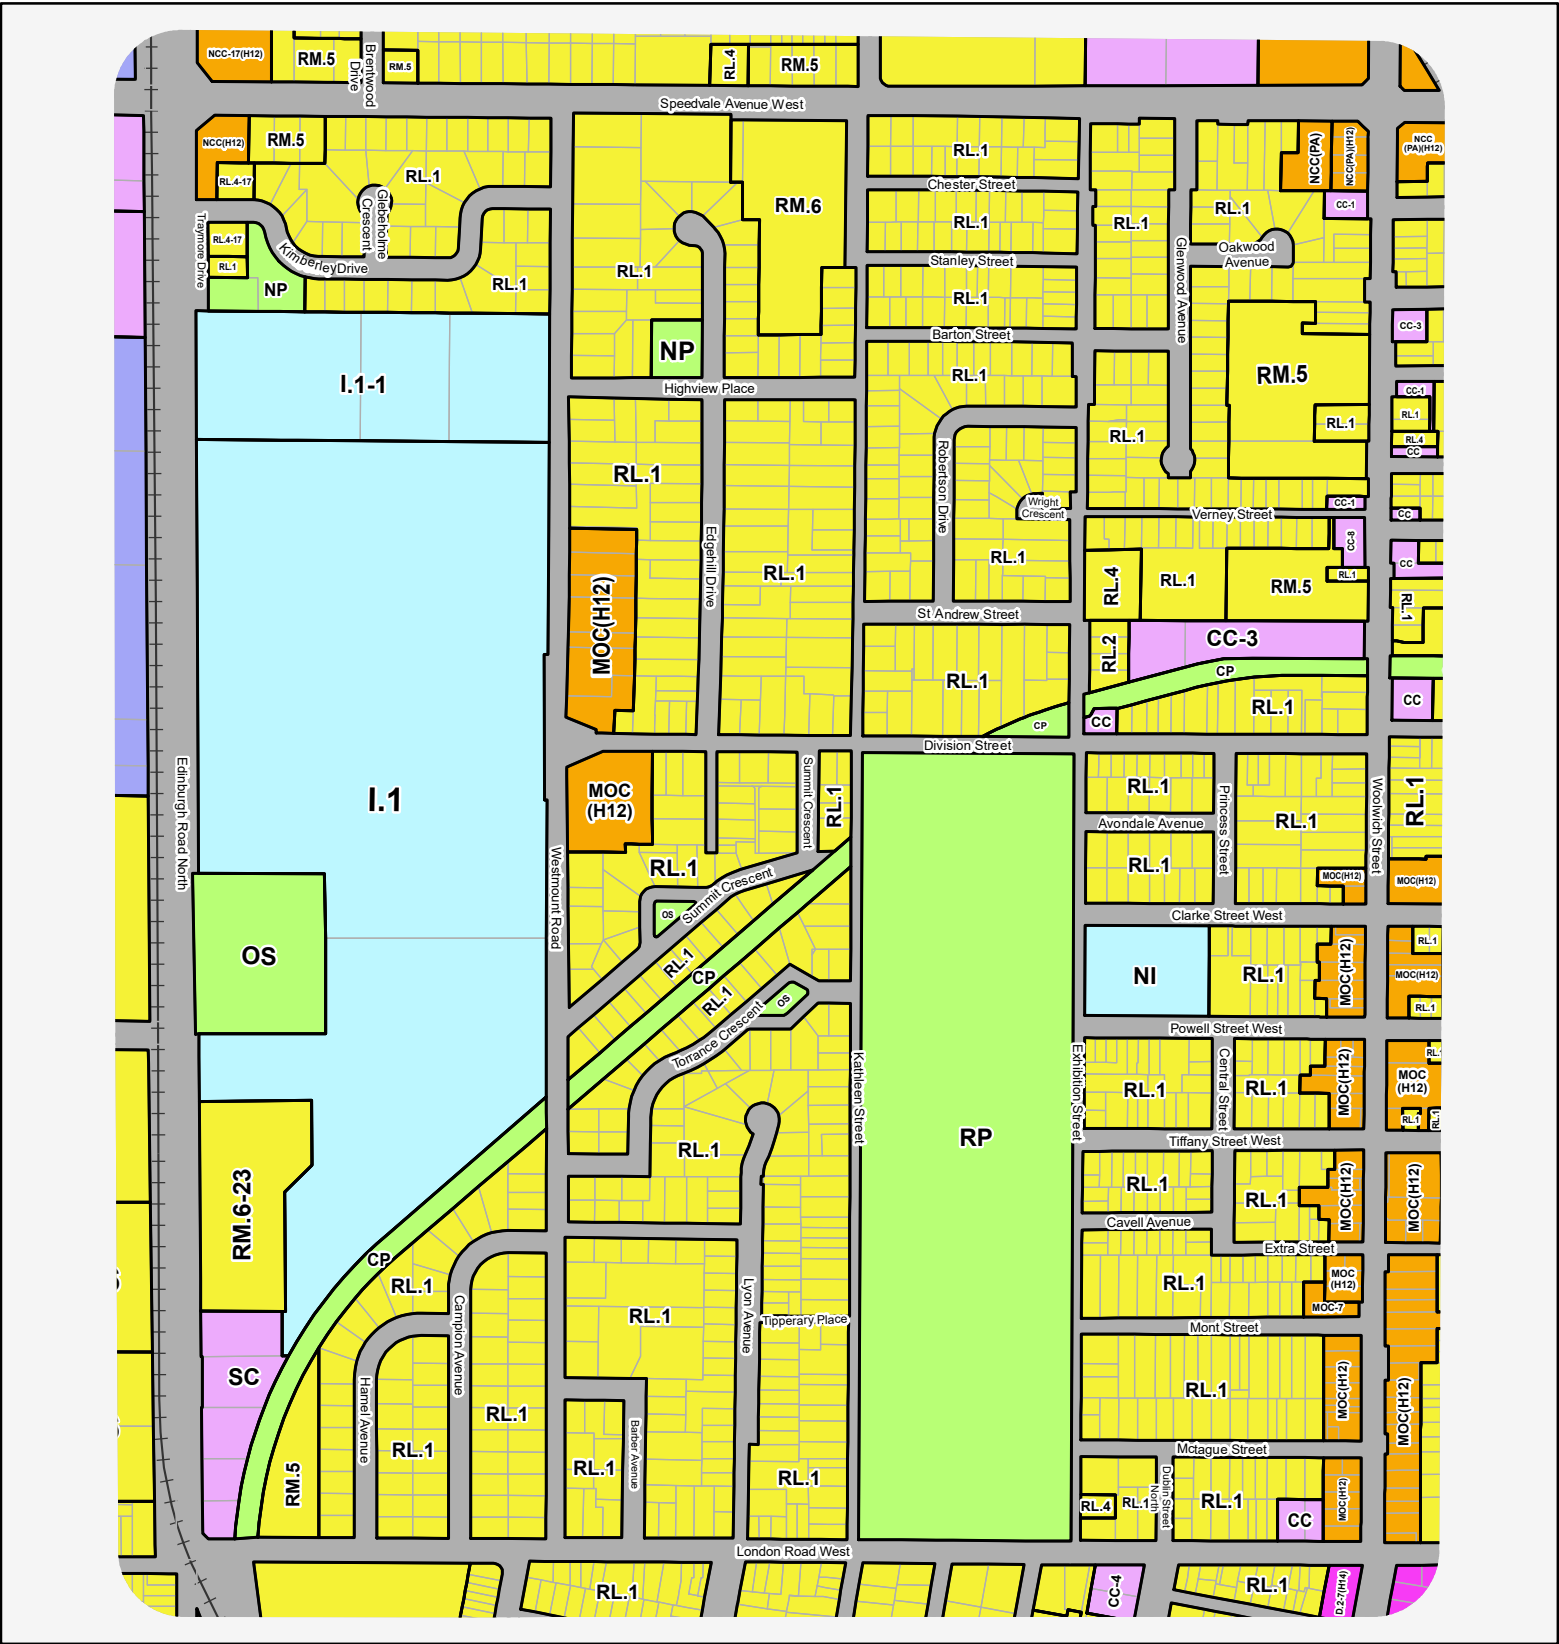 NCC-17(H12)
RM.5
Brentwood
Drive
RM.5
RL.4
RM.5
Speedvale Avenue West
NCC(H12)
RM.5
RL.4-17
RL.1
Glebeholme
Crescent
Traymore Drive
RL.4-17
RL.1
NP
Kimberley Drive
RL.1
RL.1
RM.6
NP
Highview Place
RL.1
Chester Street
RL.1
Stanley Street
RL.1
Barton Street
RL.1
RL.1
Glenwood Avenue
RL.1
Oakwood
Avenue
NCC(PA)
NCC(PA)(H12)
CC-1
NCC
(PA)(H12)
CC-3
RM.5
RL.1
RL.1
CC-1
RL.1
RL.4
CC
I.1-1
RL.1
Edgehill Drive
RL.1
MOC(H12)
Robertson Drive
Wright
Crescent
RL.1
CC-1
CC
Verney Street
CC-8
CC
RL.4
RL.1
RM.5
RL.1
RL.1
St Andrew Street
RL.2
CC-3
CP
RL.1
RL.1
CP
CC
CC
Division Street
I.1
Edinburgh Road North
Westmount Road
MOC
(H12)
Summit Crescent
RL.1
RL.1
Summit Crescent
OS
OS
RL.1
CP
RL.1
OS
Torrance Crescent
Kathleen Street
RP
Exhibition Street
RL.1
Avondale Avenue
RL.1
Princess Street
RL.1
MOC(H12)
Woolwich Street
RL.1
MOC(H12)
Clarke Street West
NI
RL.1
MOC(H12)
RL.1
MOC(H12)
RL.1
Powell Street West
RL.1
Central Street
RL.1
MOC(H12)
RL.1
MOC
(H12)
RL.1
RL.1
Tiffany Street West
RL.1
RL.1
MOC(H12)
MOC(H12)
Cavell Avenue
Extra Street
RL.1
MOC
(H12)
MOC-7
Mont Street
RL.1
MOC(H12)
MOC(H12)
Mctague Street
RL.4
RL.1
Dublin Street
North
RL.1
CC
MOC(H12)
RM.6-23
CP
RL.1
RL.1
SC
Campion Avenue
Hamel Avenue
RM.5
RL.1
RL.1
RL.1
Lyon Avenue
Tipperary Place
RL.1
Barber Avenue
RL.1
London Road West
RL.1
CC-4
RL.1
D.2-7(H14)